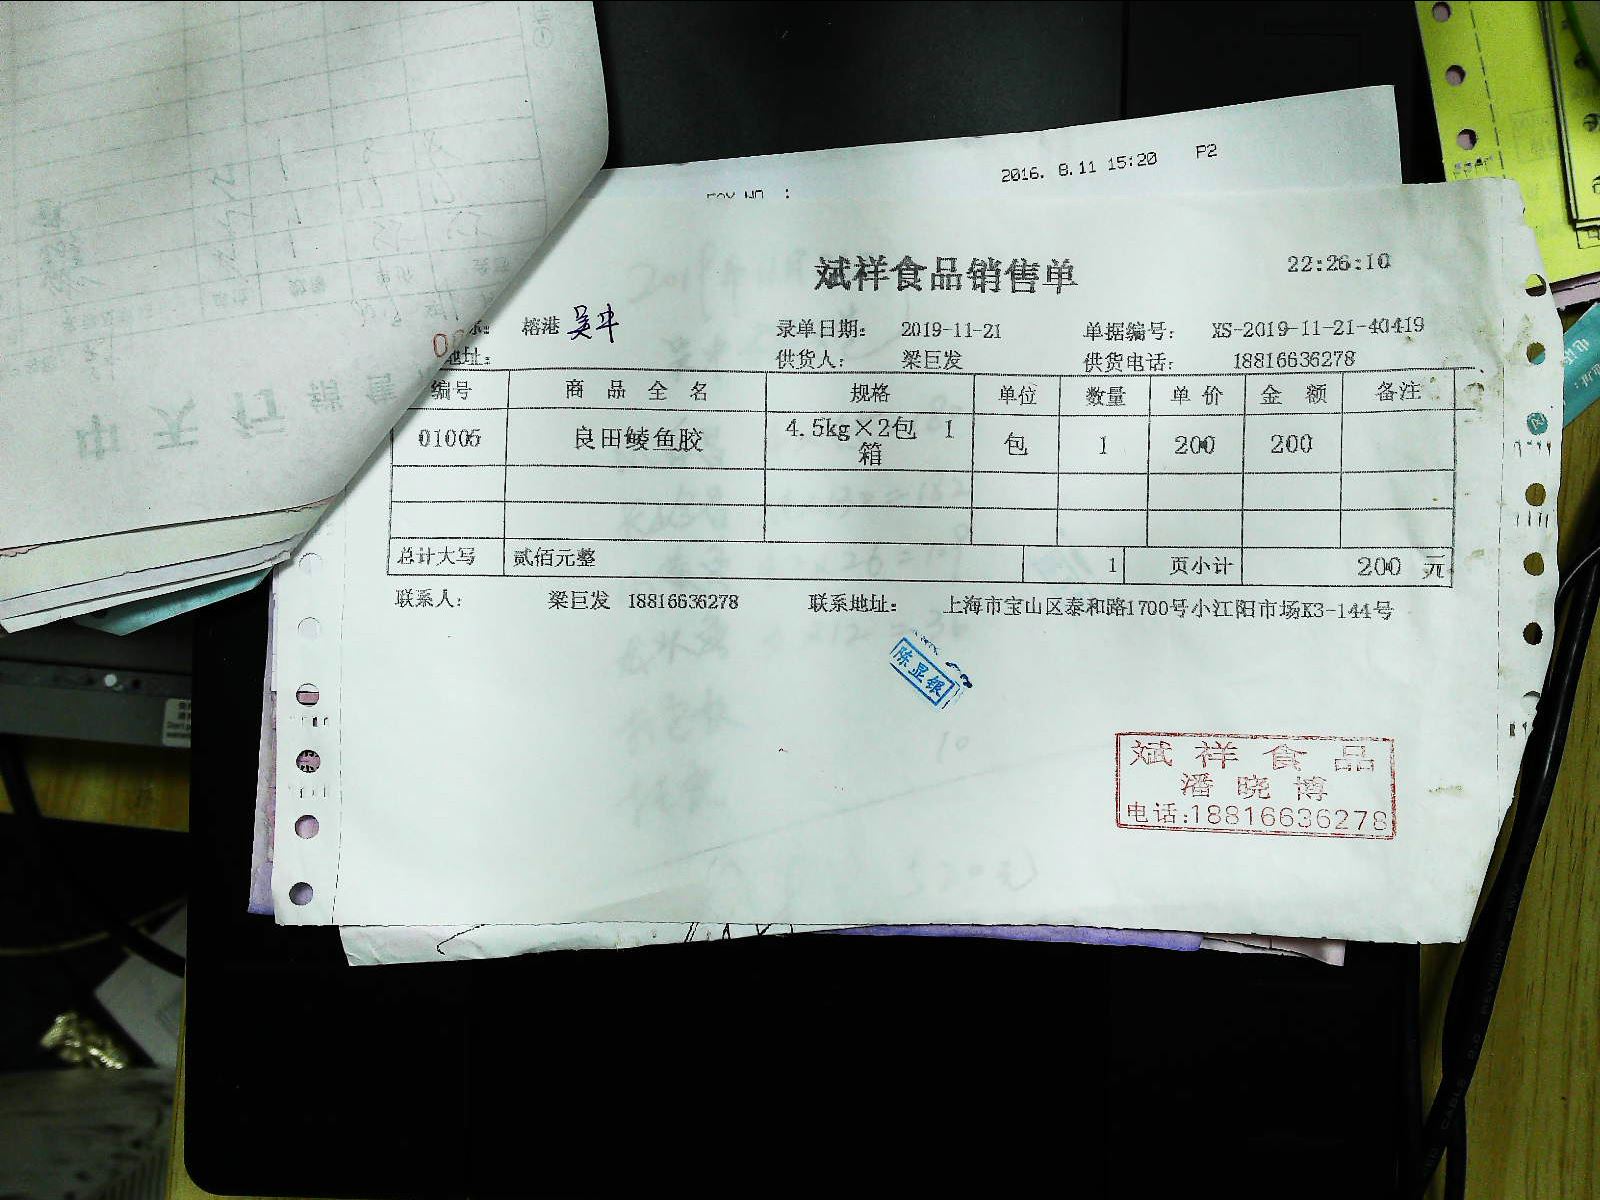 2016. 8.11 15:20 P2
斌祥食品销售单
22:26:10
榕港 录单日期: 2019-11-21 单据编号: XS-2019-11-21-40419
地址: 供货人: 梁巨发 供货电话: 18816636278
编号 商品全名 规格 单位 数量 单价 金额 备注
01005 良田鲮鱼胶 4.5kg×2包 1箱 包 1 200 200
总计大写 贰佰元整 1 页小计 200 元
联系人: 梁巨发 18816636278 联系地址: 上海市宝山区泰和路1700号小江阳市场K3-144号
陈显银
斌祥食品
潘晓博
电话:18816636278